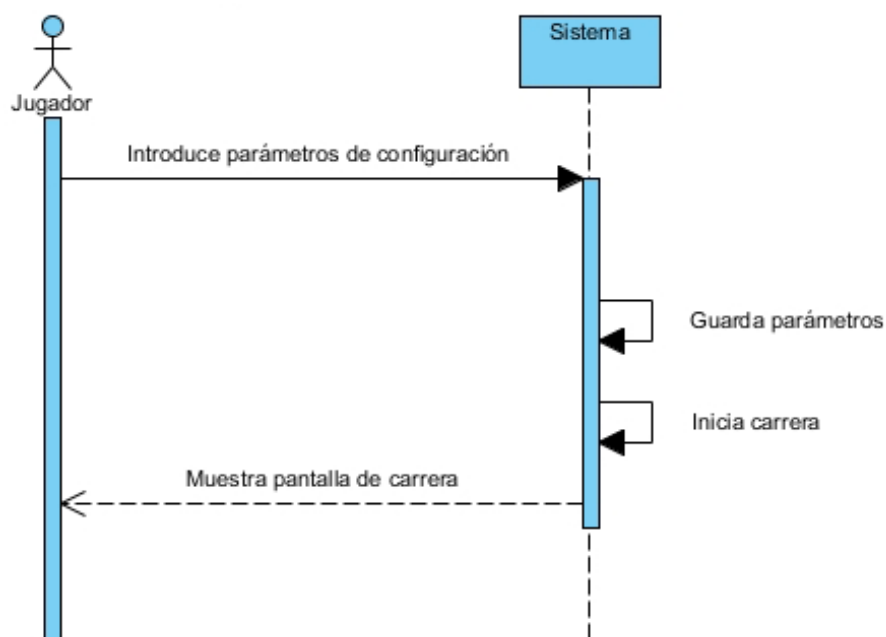 Sistema
Jugador
Introduce parámetros de configuración
Guarda parámetros
Inicia carrera
Muestra pantalla de carrera